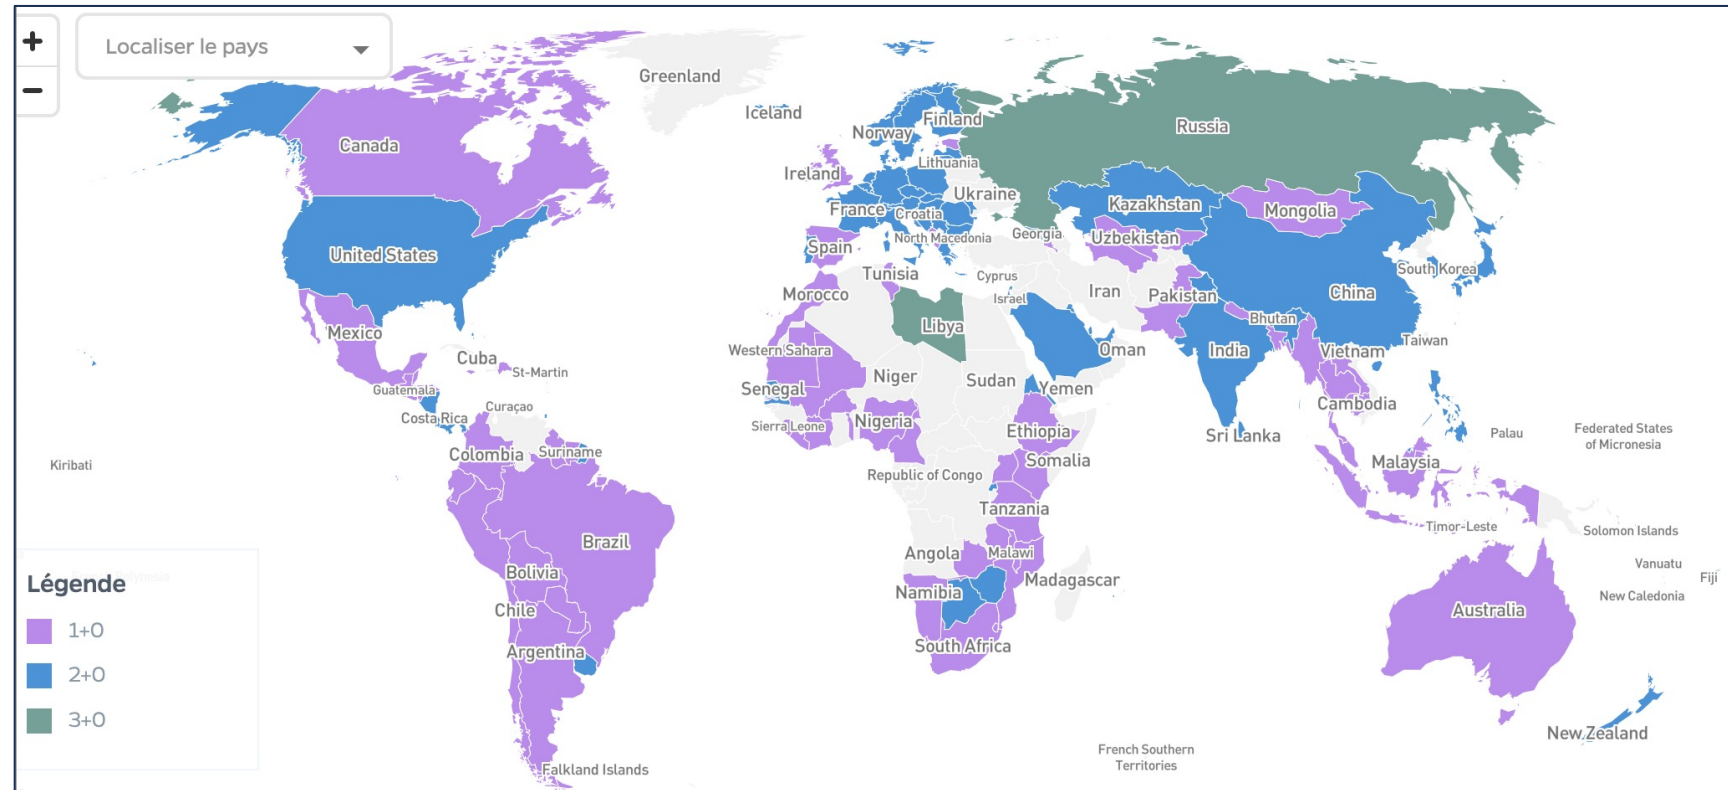 +
Localiser le pays
−
Greenland
Iceland
Finland
Norway
Russia
Canada
Lithuania
Ireland
Ukraine
Kazakhstan
France
Croatia
Mongolia
North Macedonia
Georgia
Uzbekistan
Spain
United States
South Korea
Tunisia
Cyprus
Iran
Pakistan
China
Morocco
Israel
Bhutan
Libya
Mexico
Taiwan
Western Sahara
Oman
India
Vietnam
Cuba
St-Martin
Niger
Sudan
Yemen
Senegal
Guatemala
Cambodia
Curaçao
Costa Rica
Nigeria
Sierra Leone
Ethiopia
Sri Lanka
Palau
Federated States
of Micronesia
Colombia
Suriname
Somalia
Malaysia
Kiribati
Republic of Congo
Tanzania
Timor-Leste
Solomon Islands
Brazil
Angola
Malawi
Vanuatu
Bolivia
Madagascar
Fiji
Namibia
New Caledonia
Chile
Australia
South Africa
Argentina
New Zealand
French Southern
Territories
Falkland Islands
Légende
1+0
2+0
3+0